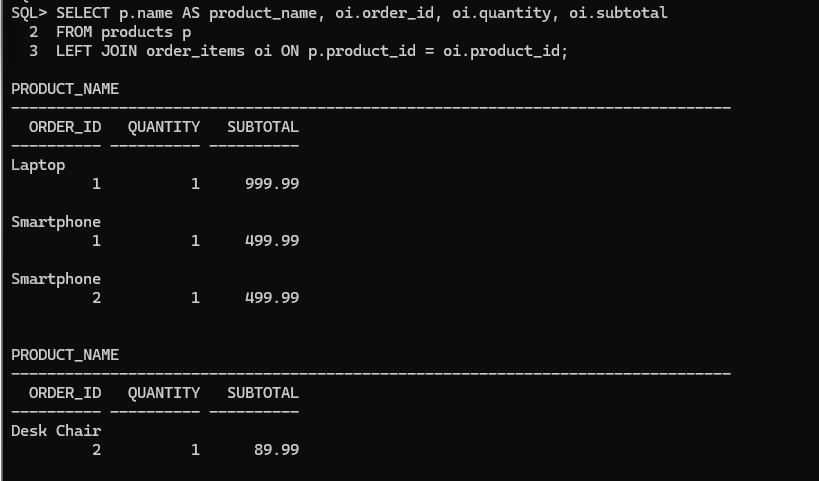 SQL> SELECT p.name AS product_name, oi.order_id, oi.quantity, oi.subtotal
  2  FROM products p
  3  LEFT JOIN order_items oi ON p.product_id = oi.product_id;

PRODUCT_NAME
--------------------------------------------------------------------------------
  ORDER_ID   QUANTITY   SUBTOTAL
---------- ---------- ----------
Laptop
         1          1     999.99

Smartphone
         1          1     499.99

Smartphone
         2          1     499.99


PRODUCT_NAME
--------------------------------------------------------------------------------
  ORDER_ID   QUANTITY   SUBTOTAL
---------- ---------- ----------
Desk Chair
         2          1      89.99